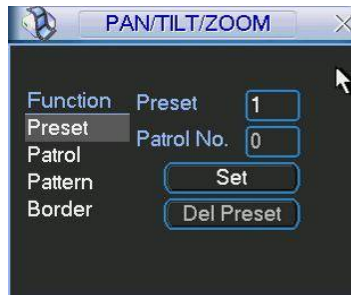 PAN/TILT/ZOOM
Function Preset 1
Preset
Patrol No. 0
Patrol
Pattern Set
Border Del Preset